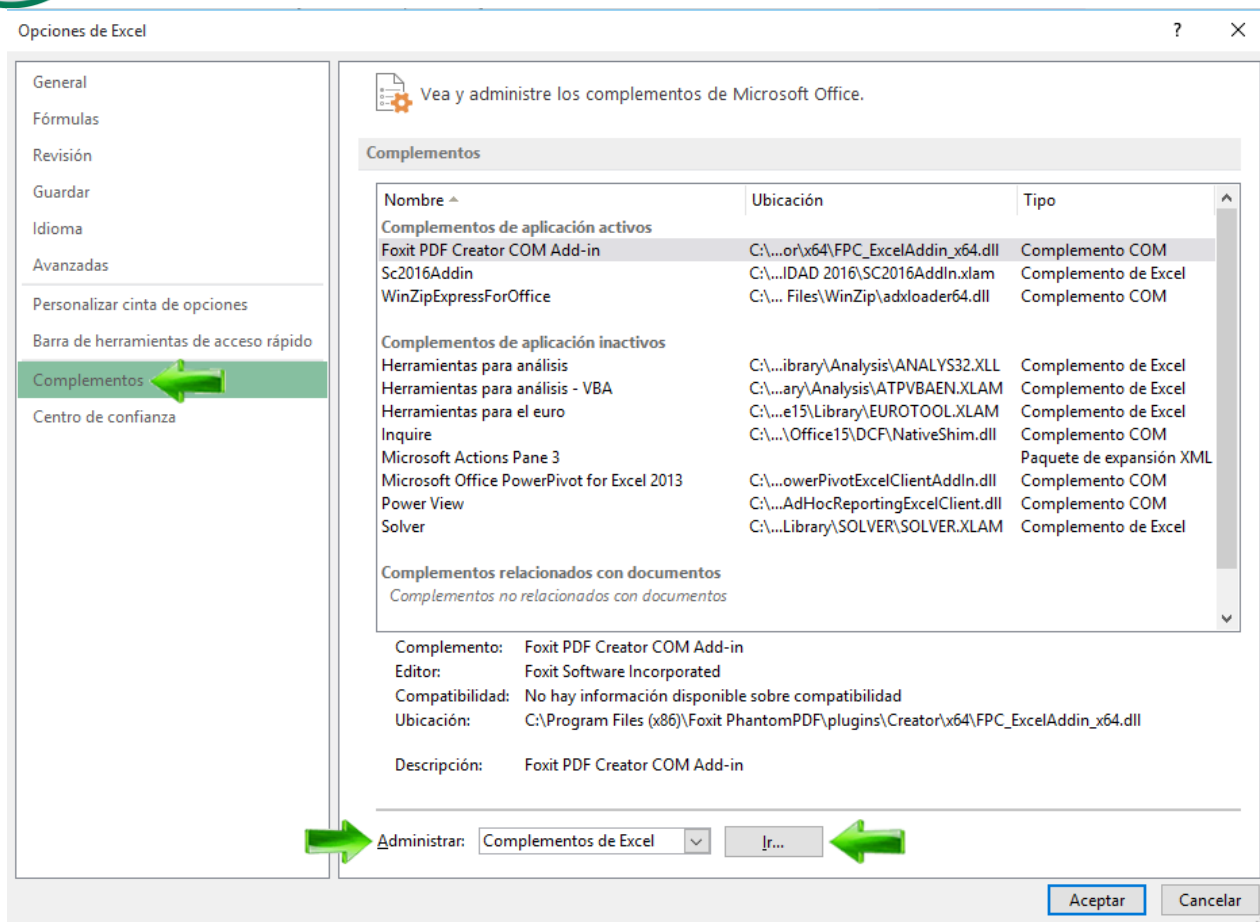 Opciones de Excel ?
General
Fórmulas
Revisión
Guardar
Idioma
Avanzadas
Personalizar cinta de opciones
Barra de herramientas de acceso rápido
Complementos
Centro de confianza
Vea y administre los complementos de Microsoft Office.
Complementos
Nombre Ubicación Tipo
Complementos de aplicación activos
Foxit PDF Creator COM Add-in C:\...or\x64\FPC_ExcelAddin_x64.dll Complemento COM
Sc2016Addin C:\...IDAD 2016\SC2016AddIn.xlam Complemento de Excel
WinZipExpressForOffice C:\... Files\WinZip\adxloader64.dll Complemento COM
Complementos de aplicación inactivos
Herramientas para análisis C:\...ibrary\Analysis\ANALYS32.XLL Complemento de Excel
Herramientas para análisis - VBA C:\...ary\Analysis\ATPVBAEN.XLAM Complemento de Excel
Herramientas para el euro C:\...e15\Library\EUROTOOL.XLAM Complemento de Excel
Inquire C:\...\Office15\DCF\NativeShim.dll Complemento COM
Microsoft Actions Pane 3 Paquete de expansión XML
Microsoft Office PowerPivot for Excel 2013 C:\...owerPivotExcelClientAddIn.dll Complemento COM
Power View C:\...AdHocReportingExcelClient.dll Complemento COM
Solver C:\...Library\SOLVER\SOLVER.XLAM Complemento de Excel
Complementos relacionados con documentos
Complementos no relacionados con documentos
Complemento: Foxit PDF Creator COM Add-in
Editor: Foxit Software Incorporated
Compatibilidad: No hay información disponible sobre compatibilidad
Ubicación: C:\Program Files (x86)\Foxit PhantomPDF\plugins\Creator\x64\FPC_ExcelAddin_x64.dll
Descripción: Foxit PDF Creator COM Add-in
Administrar: Complementos de Excel Ir...
Aceptar Cancelar